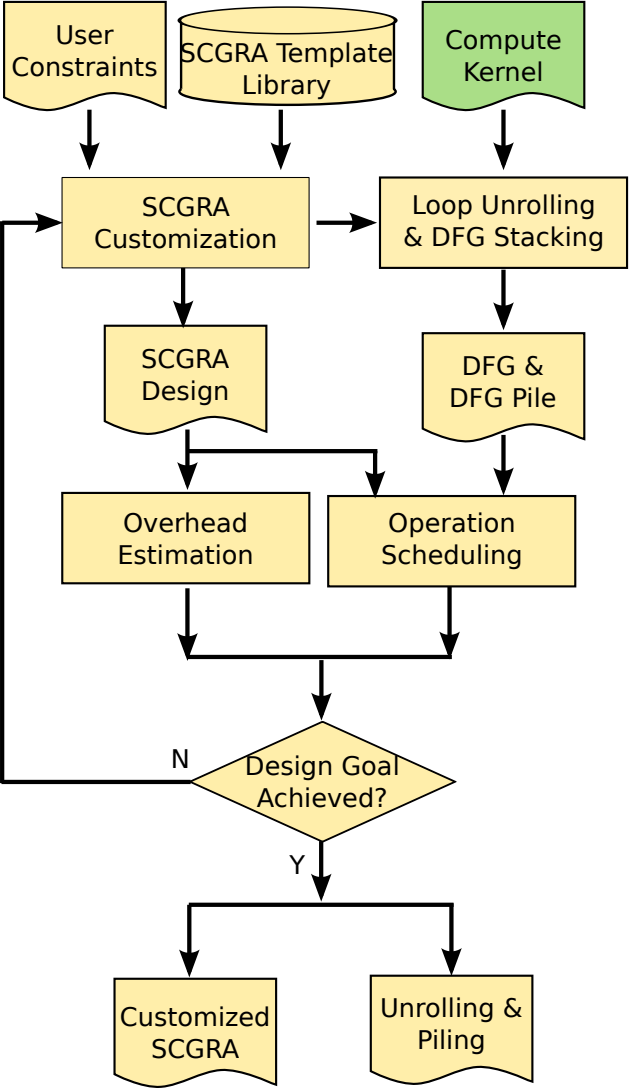 User
Constraints
SCGRA Template
Library
Compute
Kernel
SCGRA
Customization
Loop Unrolling
& DFG Stacking
SCGRA
Design
DFG &
DFG Pile
Overhead
Estimation
Operation
Scheduling
N
Design Goal
Achieved?
Y
Customized
SCGRA
Unrolling &
Piling